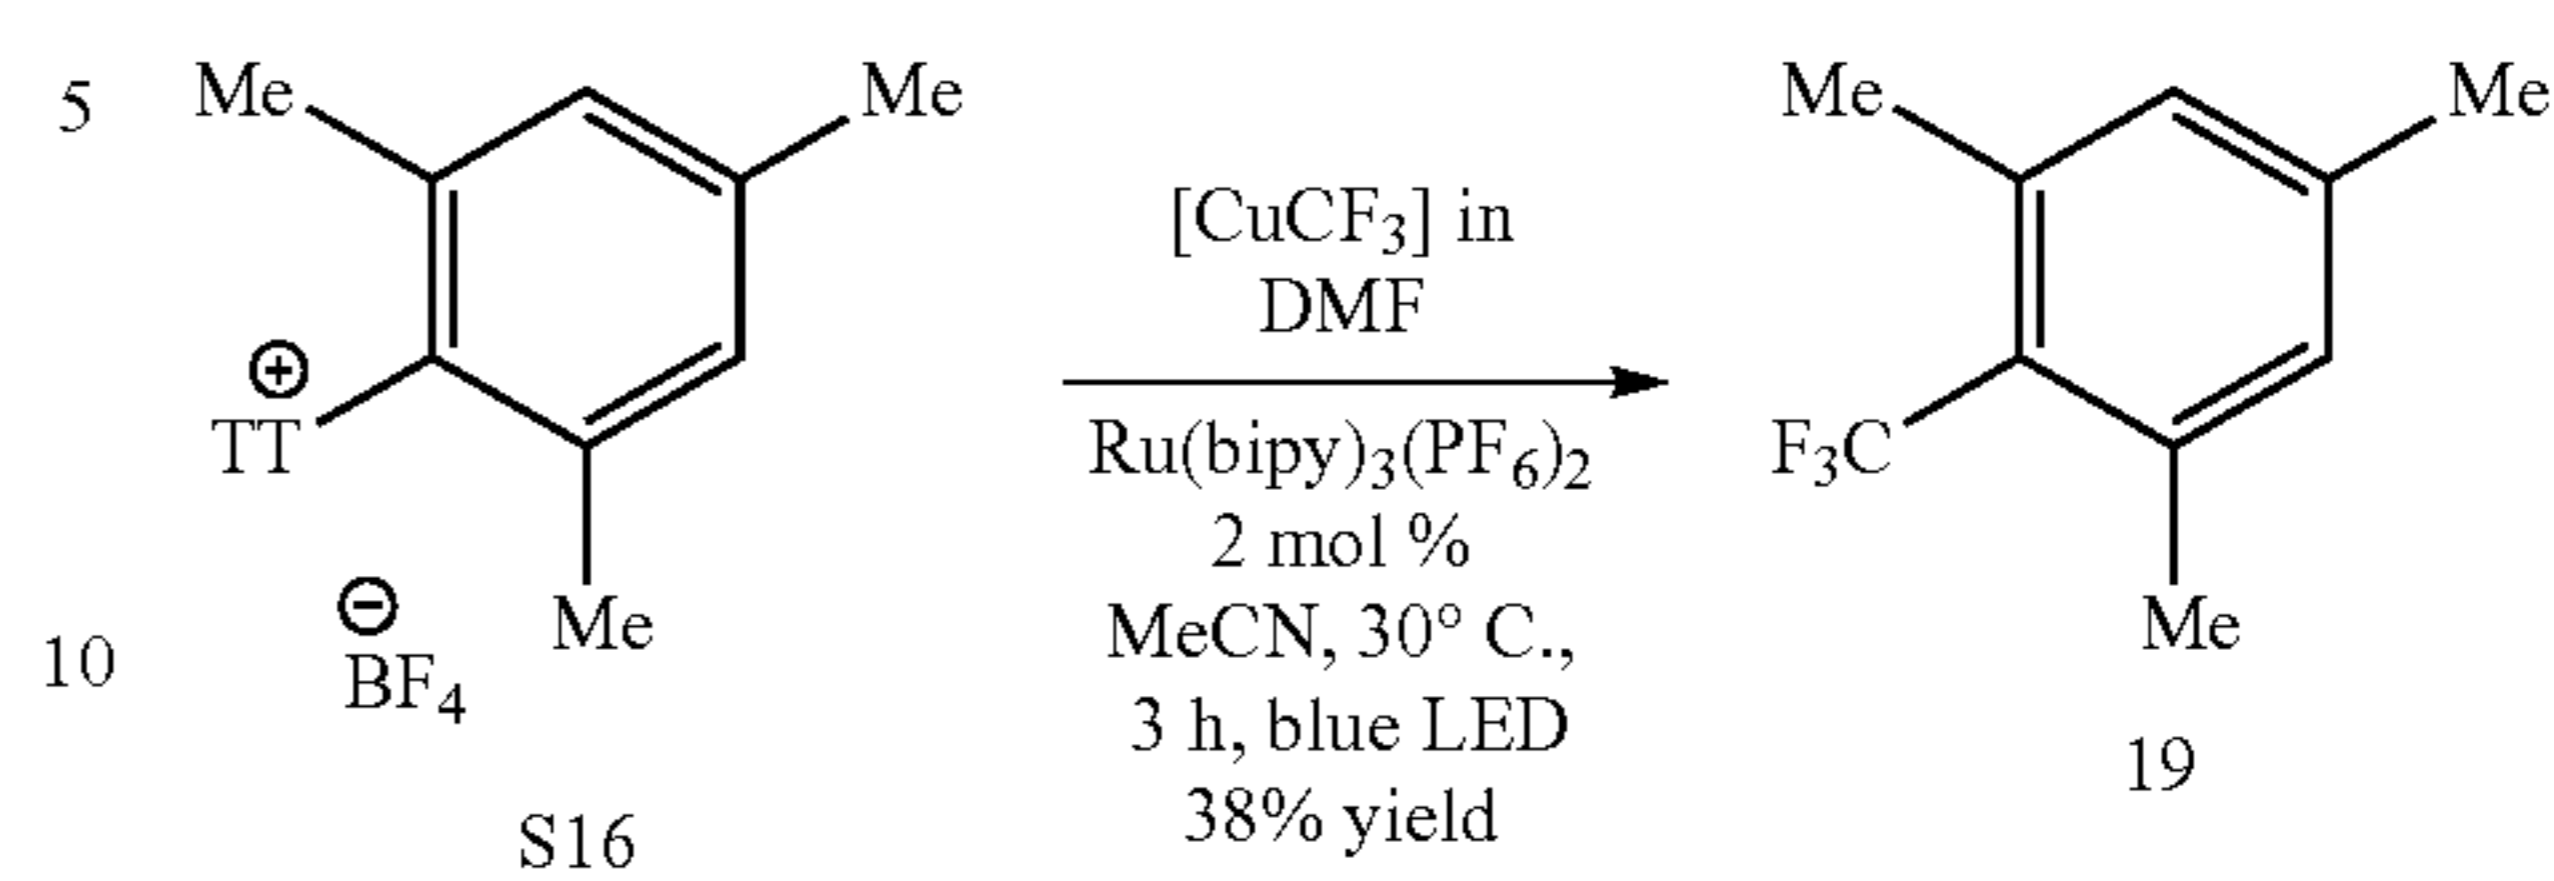 5
Me
Me
⊕
TT
⊖
BF₄
Me
10
S16
[CuCF₃] in
DMF
Ru(bipy)₃(PF₆)₂
2 mol %
MeCN, 30° C.,
3 h, blue LED
38% yield
Me
Me
F₃C
Me
19